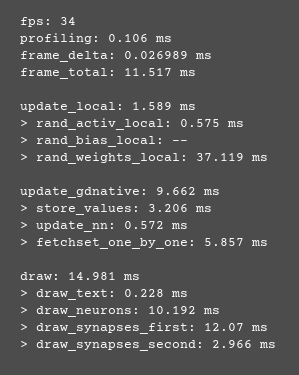 fps: 34
profiling: 0.106 ms
frame_delta: 0.026989 ms
frame_total: 11.517 ms
update_local: 1.589 ms
> rand_activ_local: 0.575 ms
> rand_bias_local: --
> rand_weights_local: 37.119 ms
update_gdnative: 9.662 ms
> store_values: 3.206 ms
> update_nn: 0.572 ms
> fetchset_one_by_one: 5.857 ms
draw: 14.981 ms
> draw_text: 0.228 ms
> draw_neurons: 10.192 ms
> draw_synapses_first: 12.07 ms
> draw_synapses_second: 2.966 ms